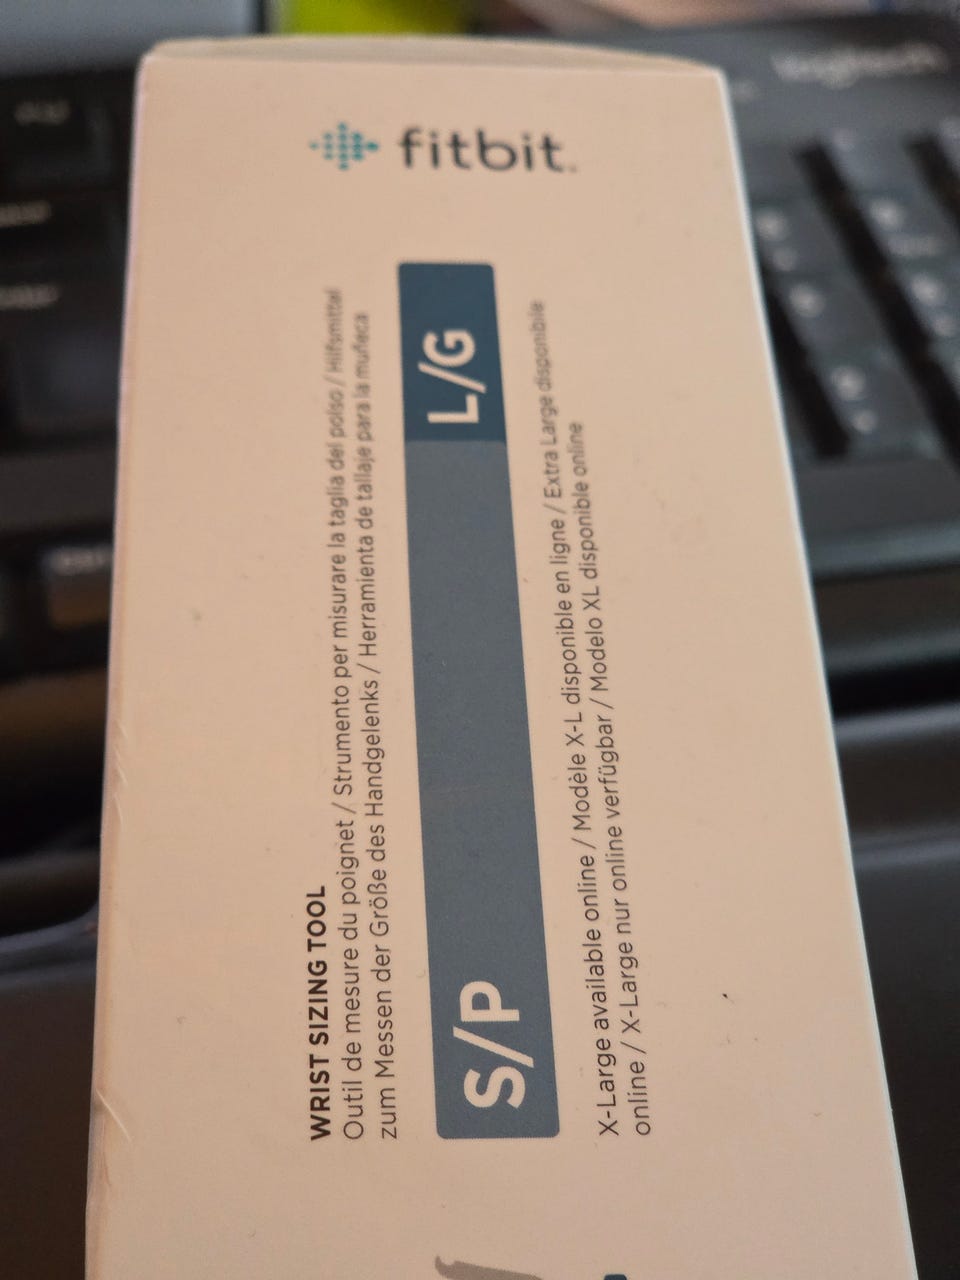 fitbit.
WRIST SIZING TOOL
Outil de mesure du poignet / Strumento per misurare la taglia del polso / Hilfsmittel
zum Messen der Größe des Handgelenks / Herramienta de tallaje para la muñeca
S/P
L/G
X-Large available online / Modèle X-L disponible en ligne / Extra Large disponibile
online / X-Large nur online verfügbar / Modelo XL disponible online
logitech